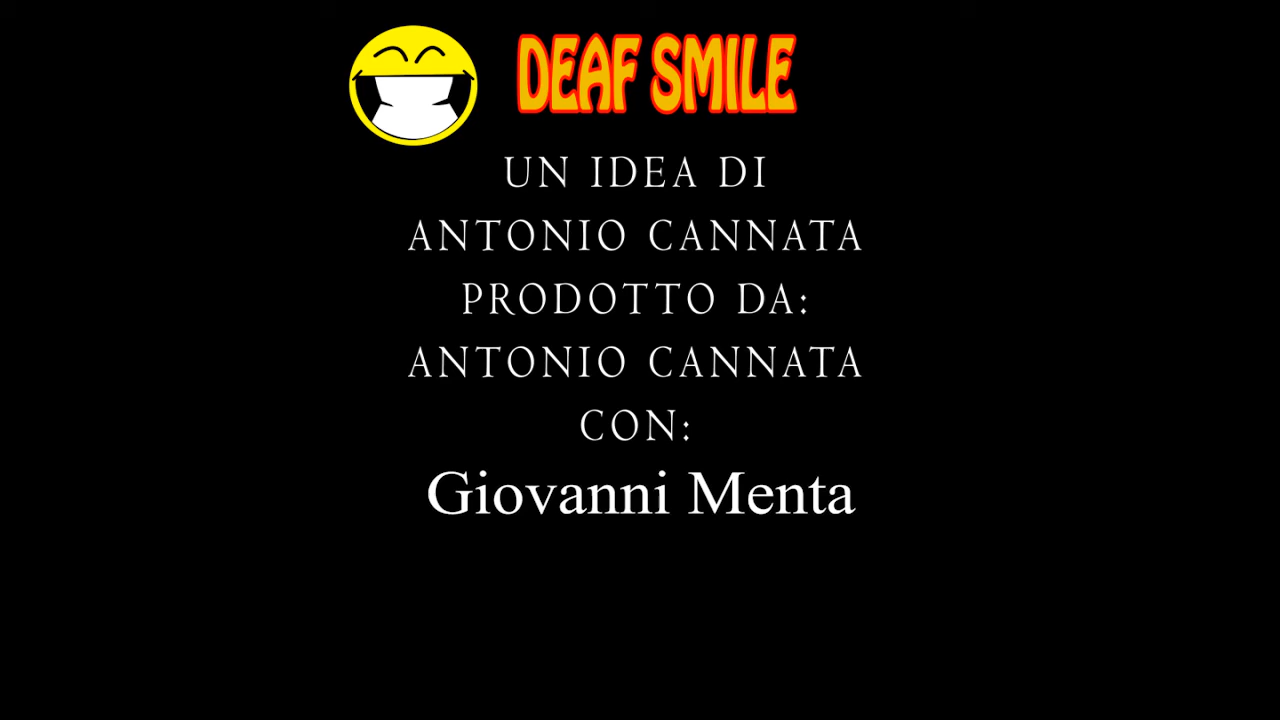 DEAF SMILE
UN IDEA DI
ANTONIO CANNATA
PRODOTTO DA:
ANTONIO CANNATA
CON:
Giovanni Menta